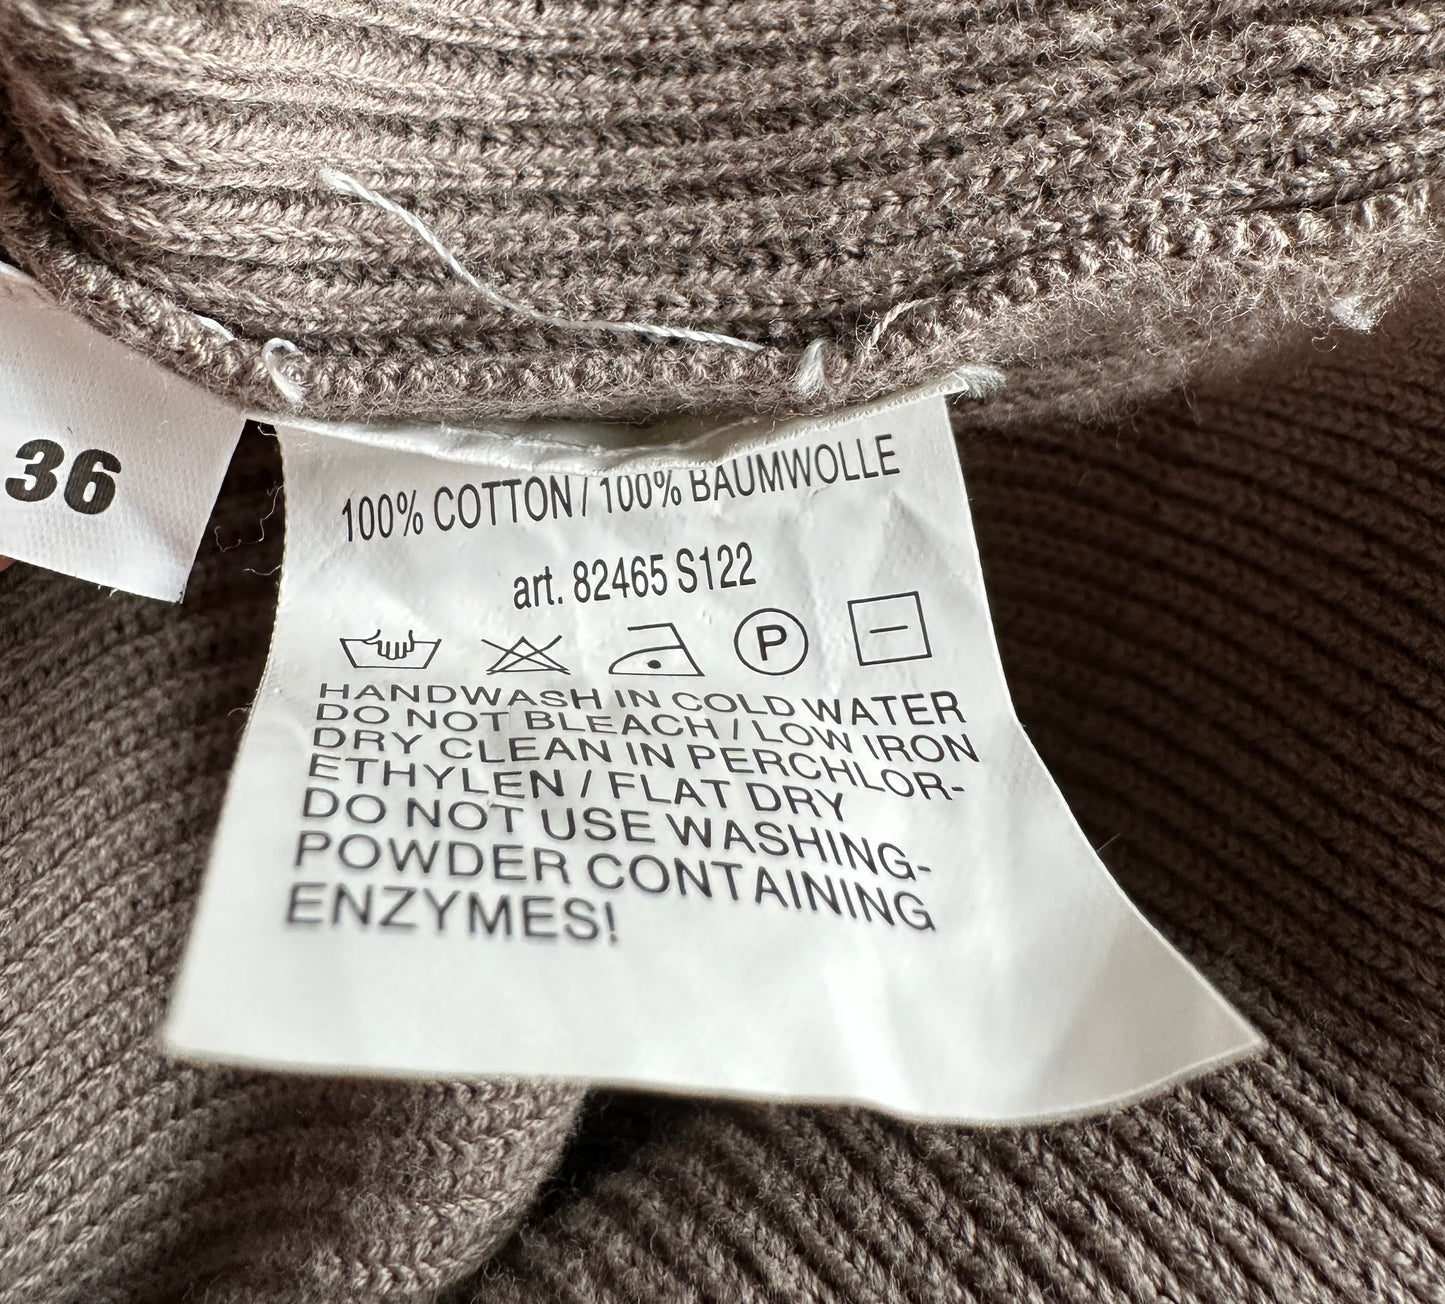 36
100% COTTON / 100% BAUMWOLLE
art. 82465 S122
P
HANDWASH IN COLD WATER
DO NOT BLEACH / LOW IRON
DRY CLEAN IN PERCHLOR-
ETHYLEN / FLAT DRY
DO NOT USE WASHING-
POWDER CONTAINING
ENZYMES!